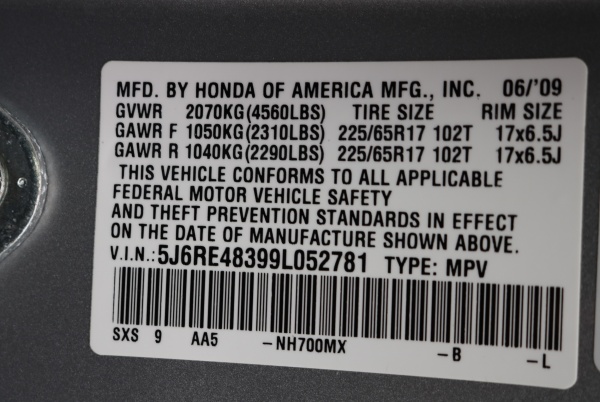 MFD. BY HONDA OF AMERICA MFG., INC. 06/'09
GVWR 2070KG(4560LBS) TIRE SIZE RIM SIZE
GAWR F 1050KG(2310LBS) 225/65R17 102T 17x6.5J
GAWR R 1040KG(2290LBS) 225/65R17 102T 17x6.5J
THIS VEHICLE CONFORMS TO ALL APPLICABLE
FEDERAL MOTOR VEHICLE SAFETY
AND THEFT PREVENTION STANDARDS IN EFFECT
ON THE DATE OF MANUFACTURE SHOWN ABOVE.
V.I.N.: 5J6RE48399L052781 TYPE: MPV
SXS 9 AA5 -NH700MX -B -L